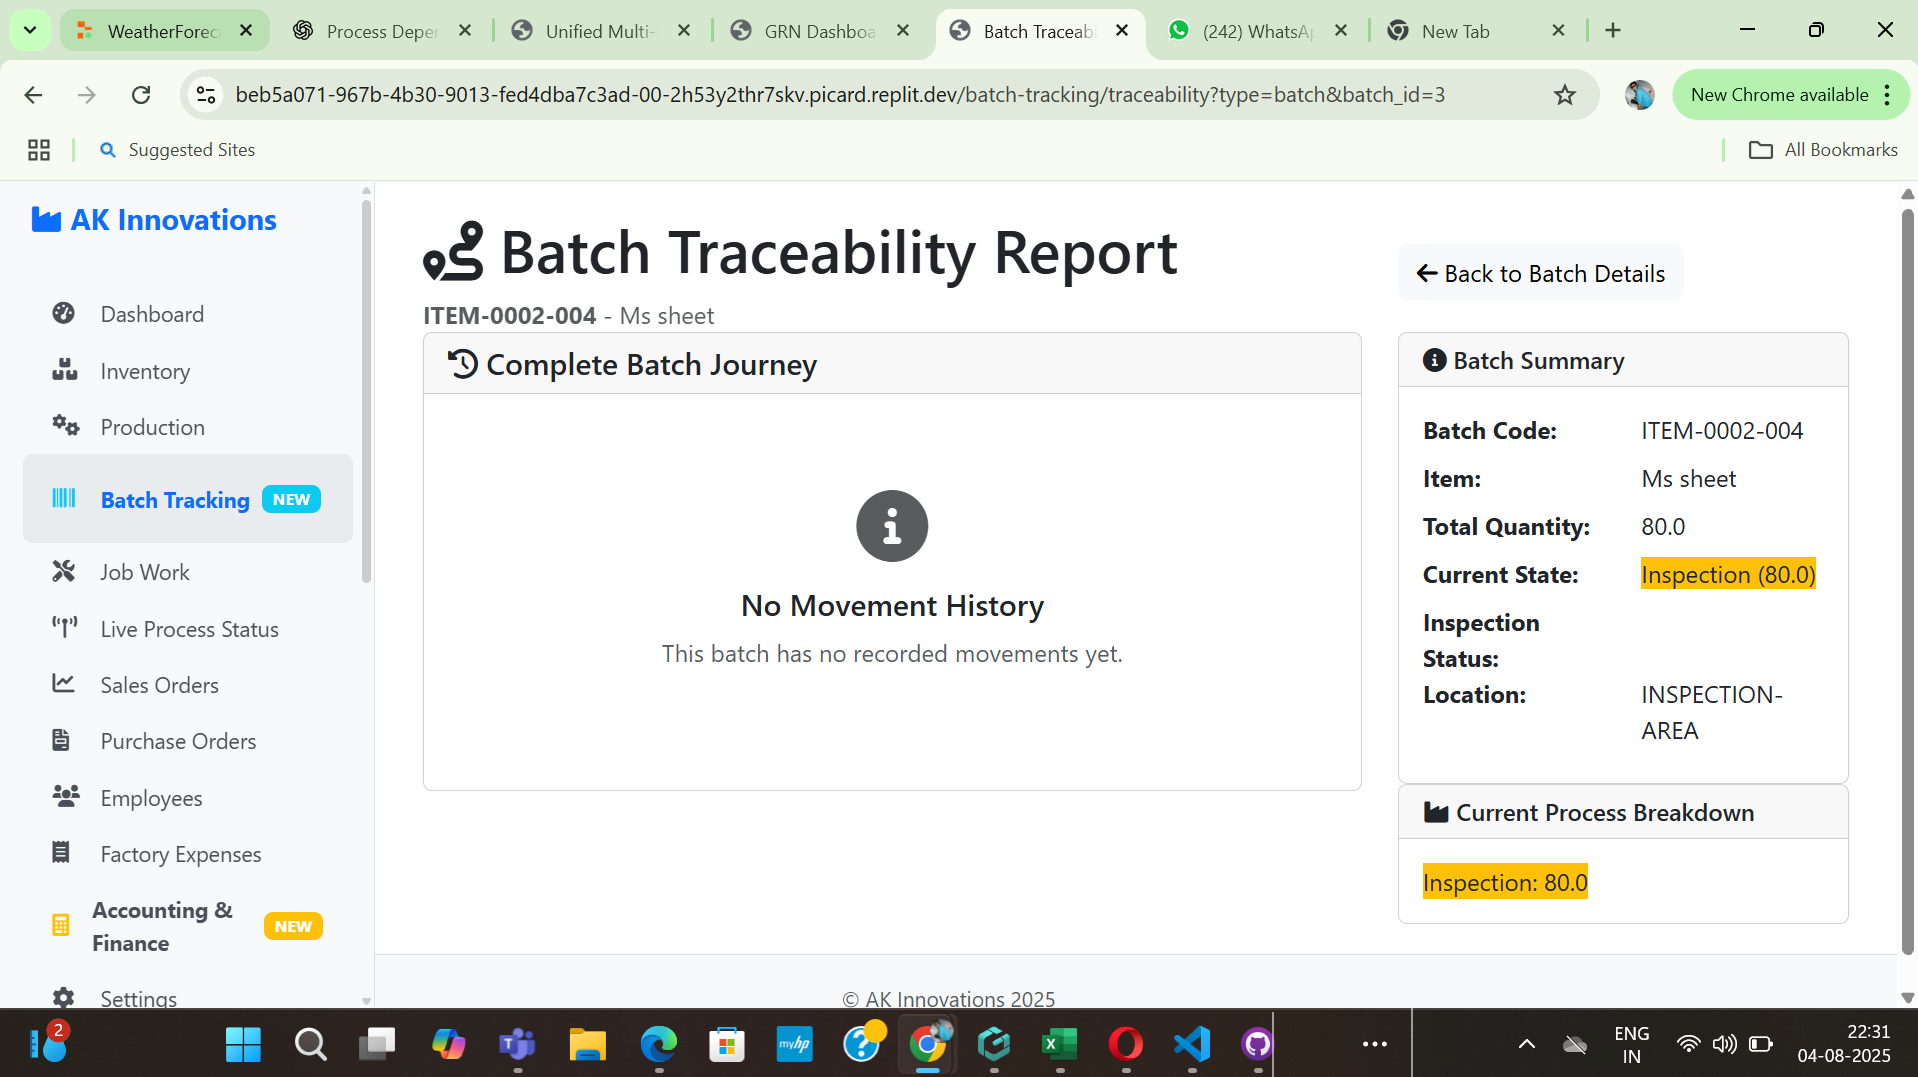 WeatherForec
Process Deper
Unified Multi-
GRN Dashboa
Batch Traceabi
(242) WhatsAp
New Tab
beb5a071-967b-4b30-9013-fed4dba7c3ad-00-2h53y2thr7skv.picard.replit.dev/batch-tracking/traceability?type=batch&batch_id=3
New Chrome available
Suggested Sites
All Bookmarks
AK Innovations
Dashboard
Inventory
Production
Batch Tracking NEW
Job Work
Live Process Status
Sales Orders
Purchase Orders
Employees
Factory Expenses
Accounting &
Finance
NEW
Settings
Batch Traceability Report
ITEM-0002-004 - Ms sheet
Back to Batch Details
Complete Batch Journey
No Movement History
This batch has no recorded movements yet.
Batch Summary
Batch Code: ITEM-0002-004
Item: Ms sheet
Total Quantity: 80.0
Current State: Inspection (80.0)
Inspection
Status:
Location: INSPECTION-
AREA
Current Process Breakdown
Inspection: 80.0
© AK Innovations 2025
2
myhp
ENG
IN
22:31
04-08-2025